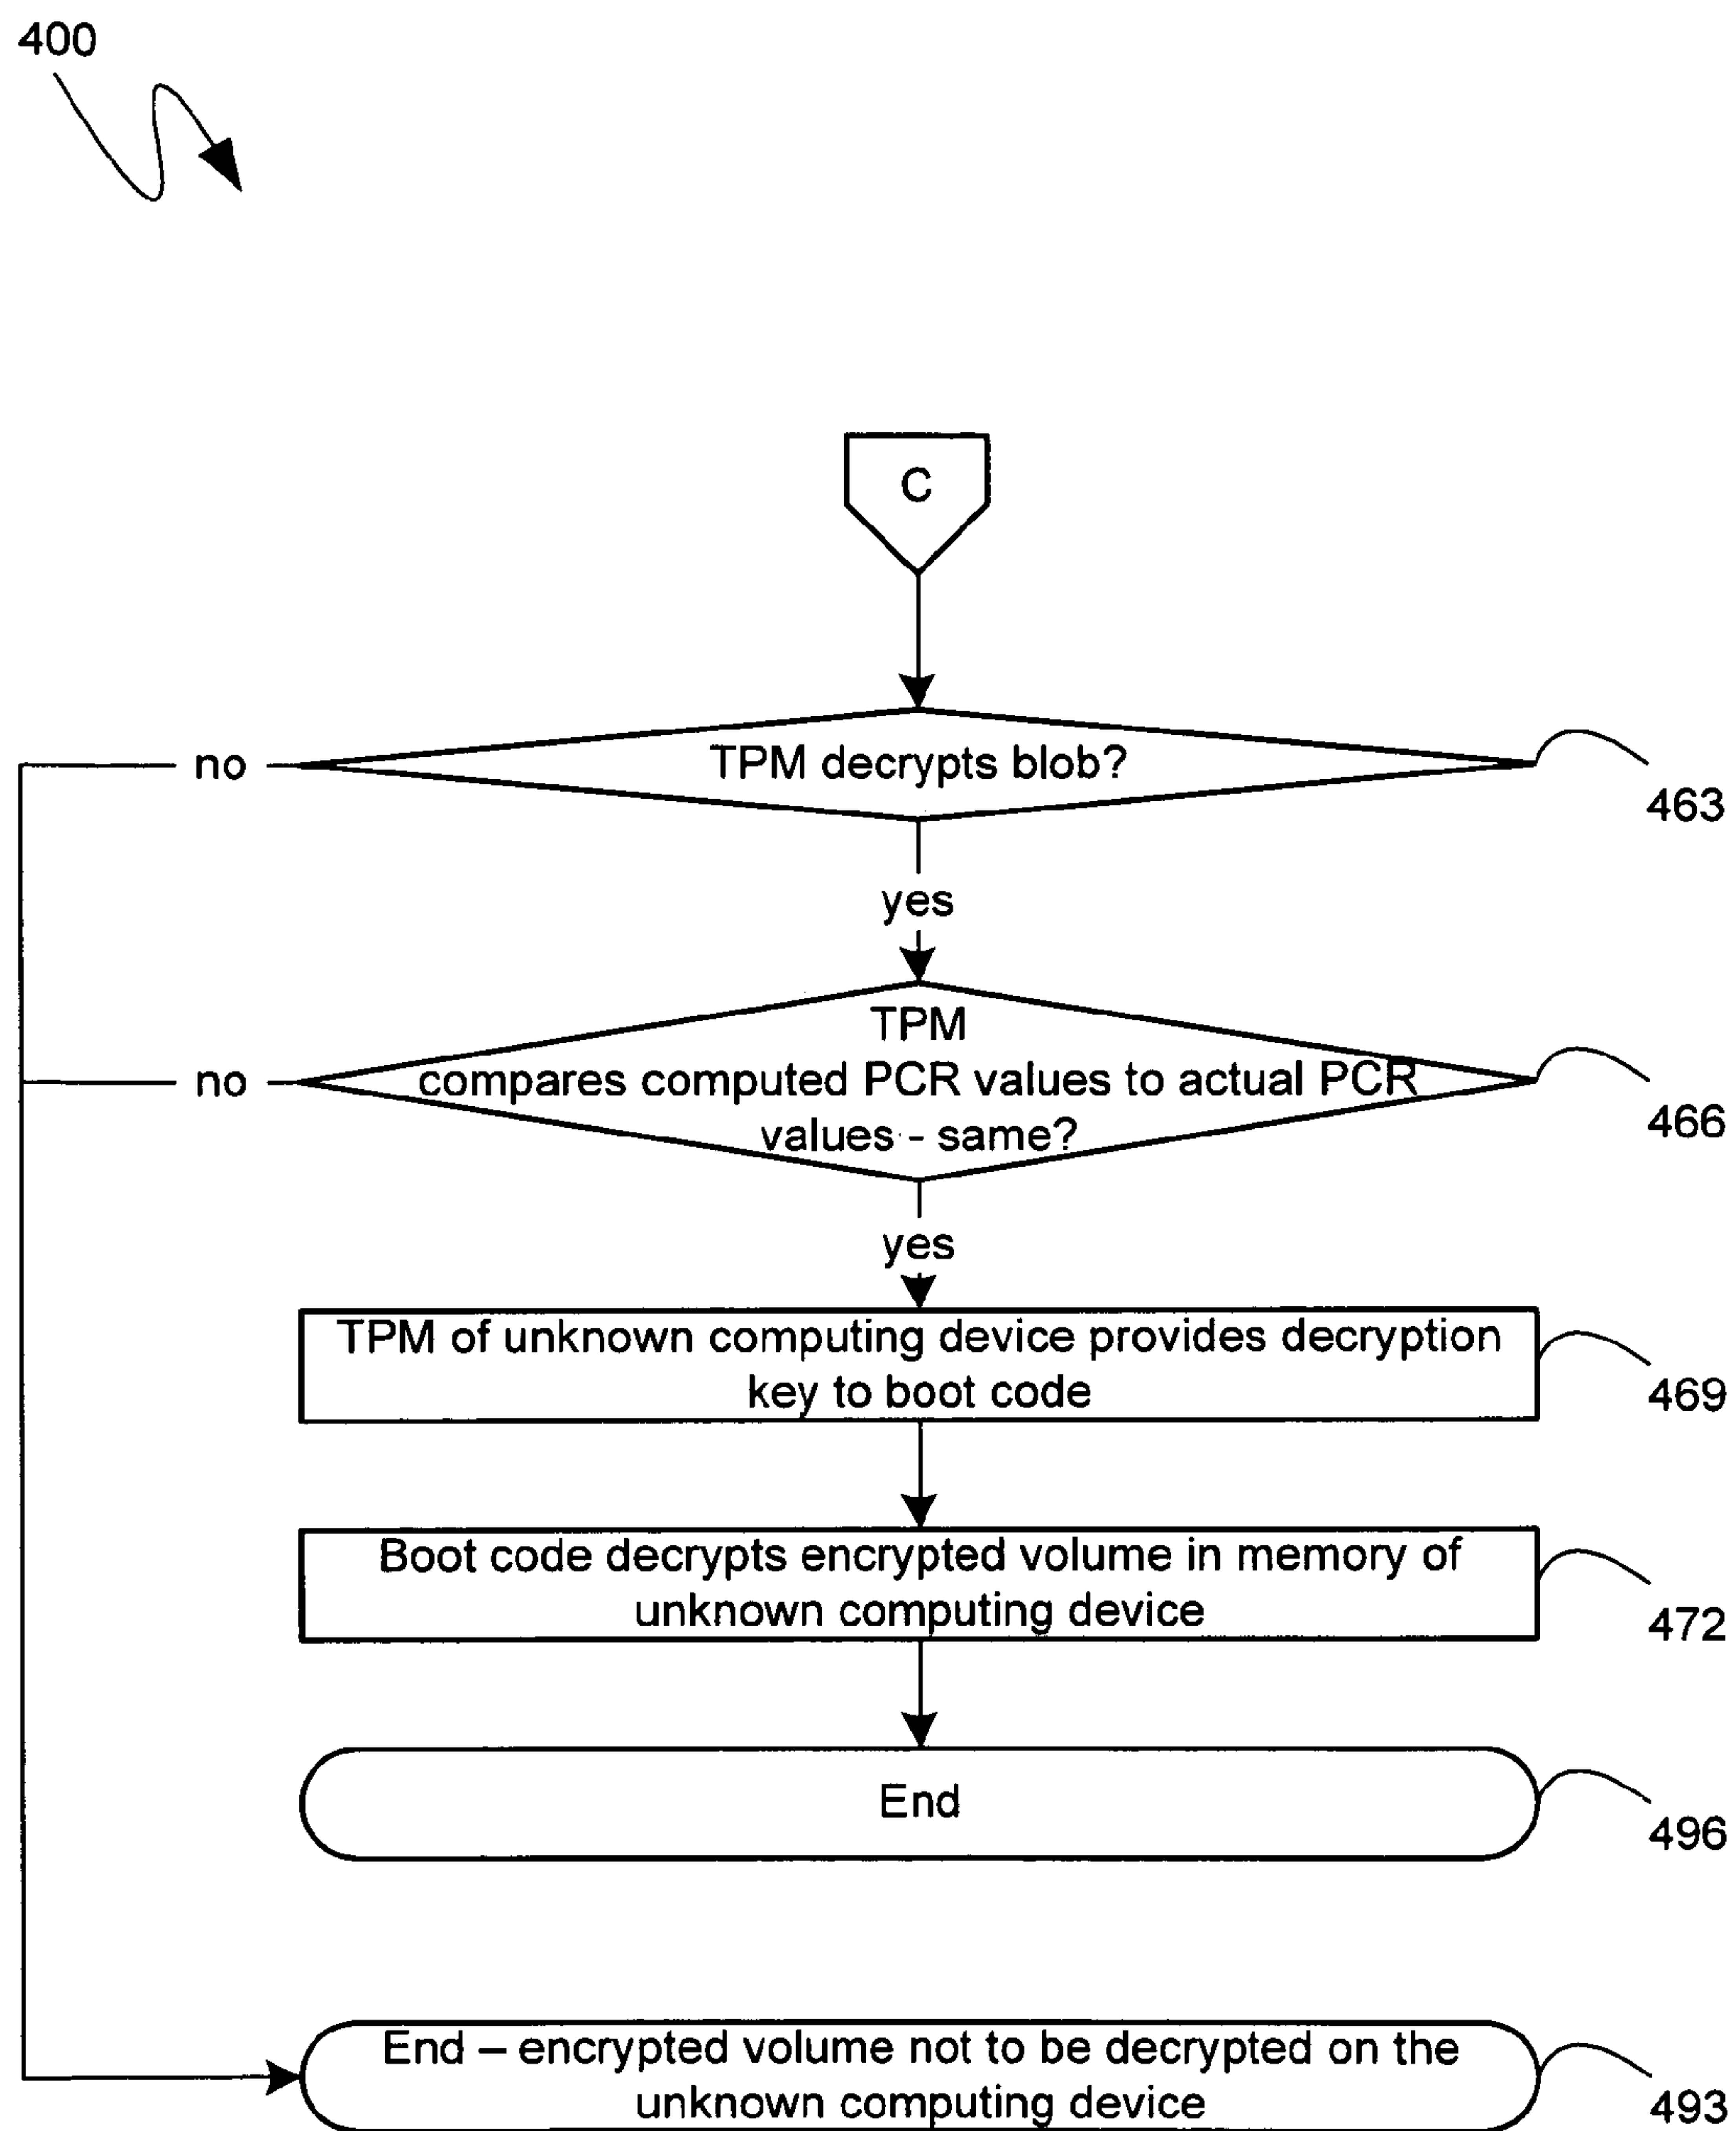 400
C
TPM decrypts blob?
no
463
yes
TPM
compares computed PCR values to actual PCR
values - same?
no
466
yes
TPM of unknown computing device provides decryption
key to boot code
469
Boot code decrypts encrypted volume in memory of
unknown computing device
472
End
496
End – encrypted volume not to be decrypted on the
unknown computing device
493